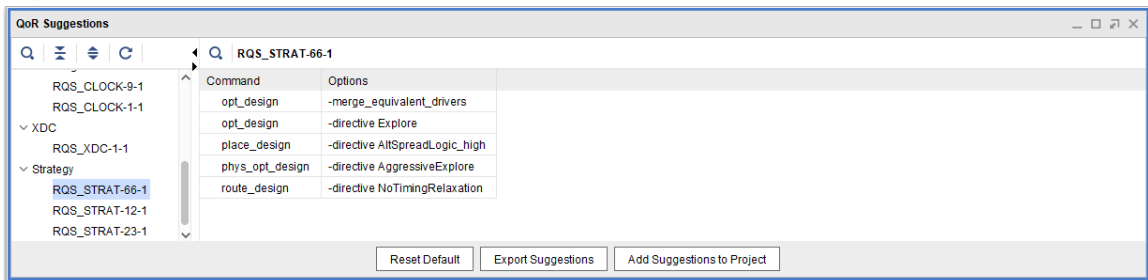 QoR Suggestions
RQS_STRAT-66-1
RQS_CLOCK-9-1
RQS_CLOCK-1-1
XDC
RQS_XDC-1-1
Strategy
RQS_STRAT-66-1
RQS_STRAT-12-1
RQS_STRAT-23-1
Command Options
opt_design -merge_equivalent_drivers
opt_design -directive Explore
place_design -directive AltSpreadLogic_high
phys_opt_design -directive AggressiveExplore
route_design -directive NoTimingRelaxation
Reset Default Export Suggestions Add Suggestions to Project